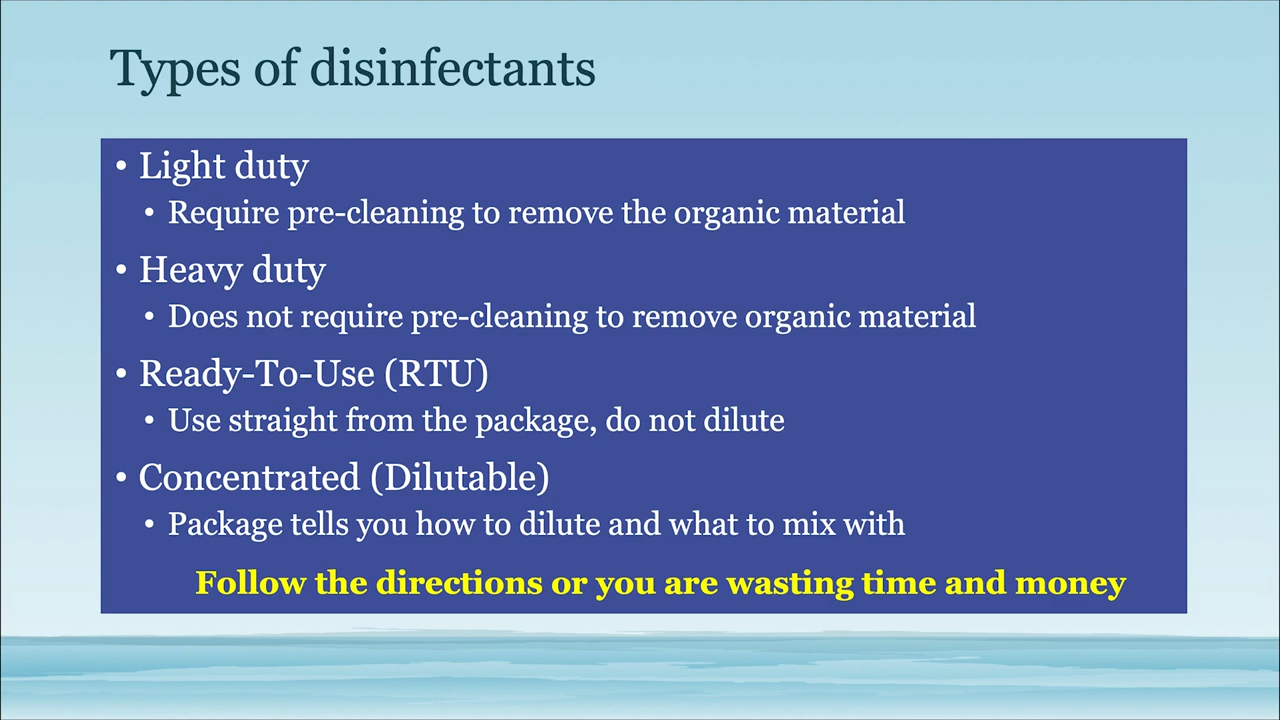 Types of disinfectants
• Light duty
• Require pre-cleaning to remove the organic material
• Heavy duty
• Does not require pre-cleaning to remove organic material
• Ready-To-Use (RTU)
• Use straight from the package, do not dilute
• Concentrated (Dilutable)
• Package tells you how to dilute and what to mix with
Follow the directions or you are wasting time and money